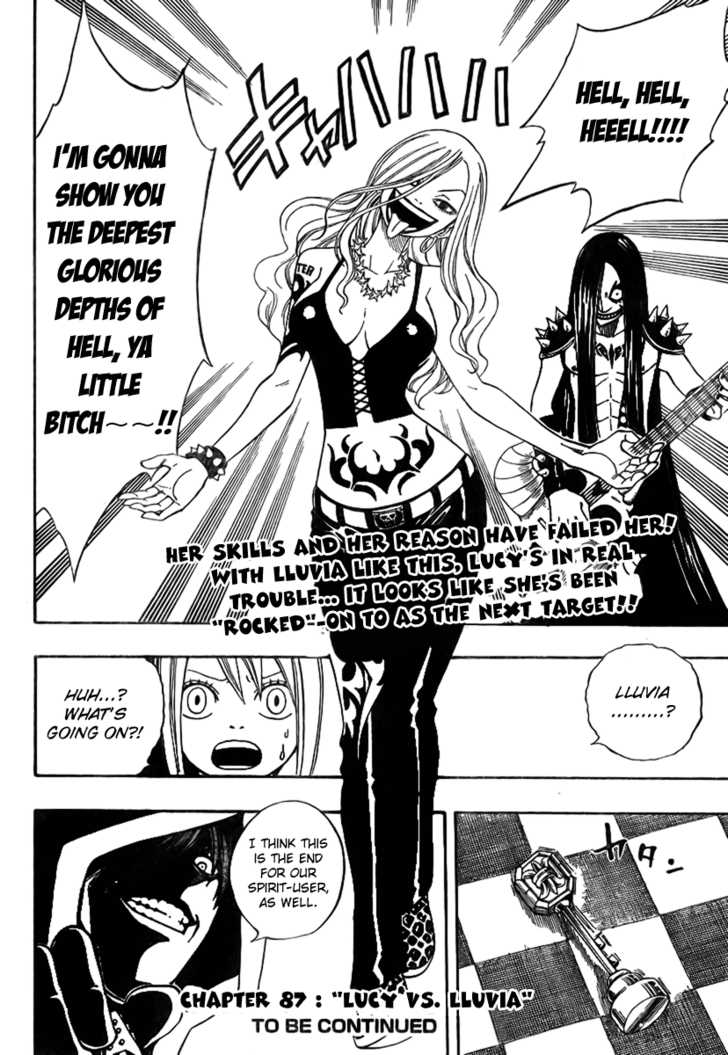 HELL, HELL,
HEEELL!!!!
キャハハハハ
I'M GONNA
SHOW YOU
THE DEEPEST
GLORIOUS
DEPTHS OF
HELL, YA
LITTLE
BITCH~~!!
HER SKILLS AND HER REASON HAVE FAILED HER!
WITH LLUVIA LIKE THIS, LUCY'S IN REAL
TROUBLE... IT LOOKS LIKE SHE'S BEEN
"ROCKED"-ON TO AS THE NEXT TARGET!!
LLUVIA
.........?
HUH...?
WHAT'S
GOING ON?!
カタ.
I THINK THIS
IS THE END
FOR OUR
SPIRIT-USER,
AS WELL.
CHAPTER 87 : "LUCY VS. LLUVIA"
TO BE CONTINUED